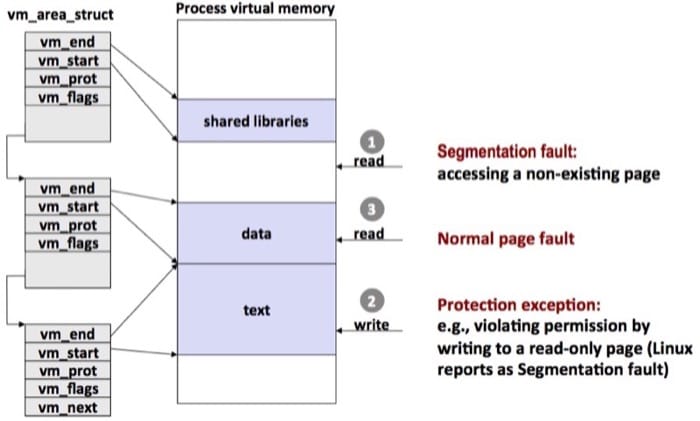 vm_area_struct
Process virtual memory
vm_end
vm_start
vm_prot
vm_flags
shared libraries
1
read
Segmentation fault:
accessing a non-existing page
vm_end
vm_start
vm_prot
vm_flags
data
3
read
Normal page fault
text
2
write
Protection exception:
e.g., violating permission by
writing to a read-only page (Linux
reports as Segmentation fault)
vm_end
vm_start
vm_prot
vm_flags
vm_next